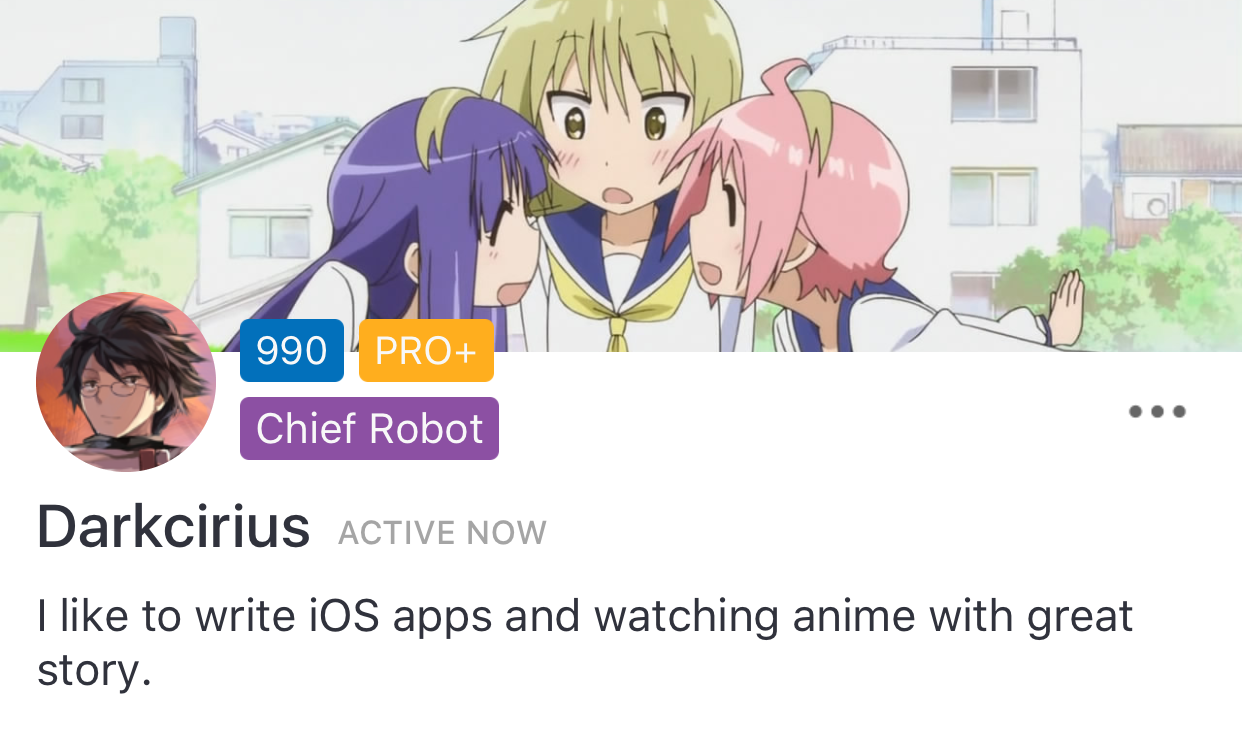 990 PRO+
Chief Robot
Darkcirius ACTIVE NOW
I like to write iOS apps and watching anime with great
story.